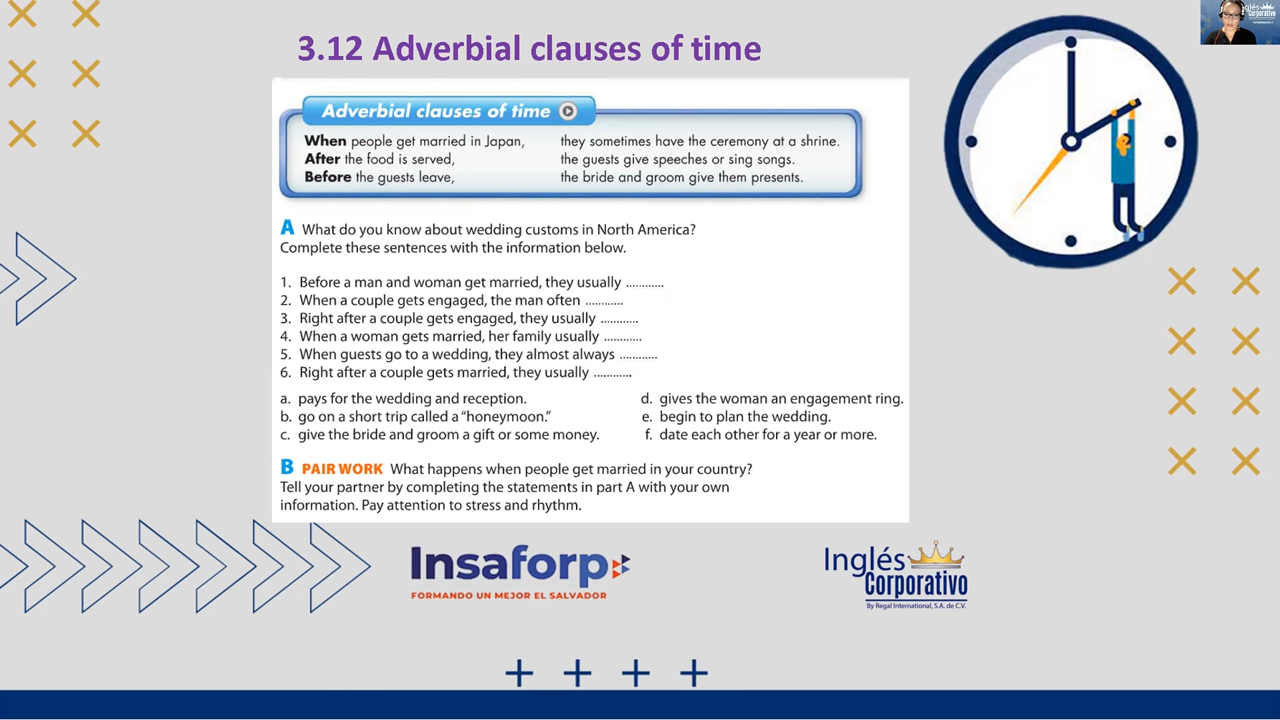 3.12 Adverbial clauses of time
Adverbial clauses of time
When people get married in Japan, they sometimes have the ceremony at a shrine.
After the food is served, the guests give speeches or sing songs.
Before the guests leave, the bride and groom give them presents.
A What do you know about wedding customs in North America?
Complete these sentences with the information below.
1. Before a man and woman get married, they usually ............
2. When a couple gets engaged, the man often ............
3. Right after a couple gets engaged, they usually ............
4. When a woman gets married, her family usually ............
5. When guests go to a wedding, they almost always ............
6. Right after a couple gets married, they usually ............
a. pays for the wedding and reception.
b. go on a short trip called a “honeymoon.”
c. give the bride and groom a gift or some money.
d. gives the woman an engagement ring.
e. begin to plan the wedding.
f. date each other for a year or more.
B PAIR WORK What happens when people get married in your country?
Tell your partner by completing the statements in part A with your own
information. Pay attention to stress and rhythm.
Insaforp
FORMANDO UN MEJOR EL SALVADOR
Inglés
Corporativo
By Regal International, S.A. de C.V.